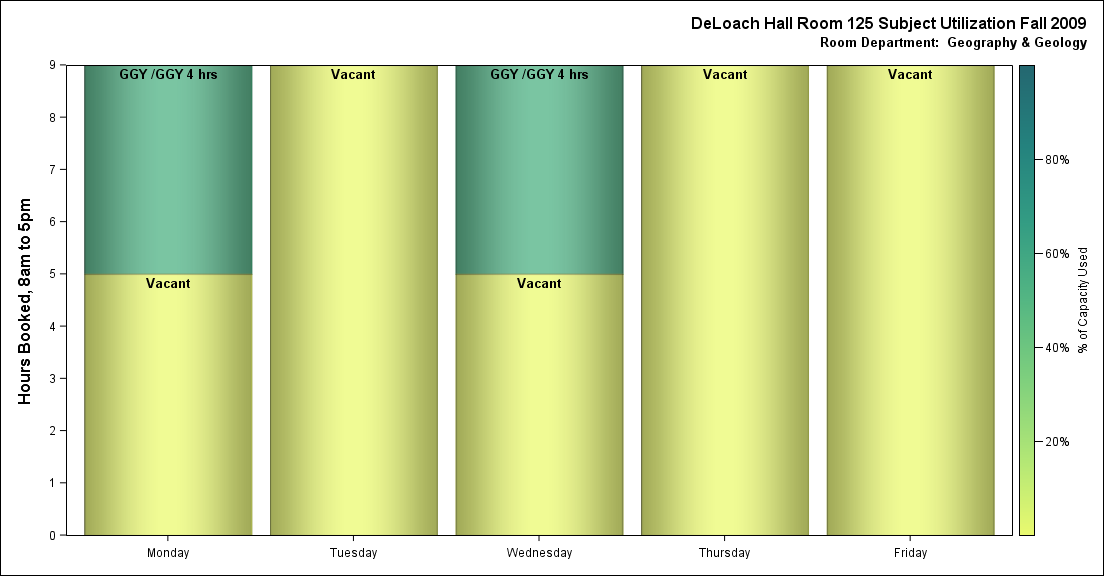 DeLoach Hall Room 125 Subject Utilization Fall 2009
Room Department:  Geography & Geology
Hours Booked, 8am to 5pm
9
8
7
6
5
4
3
2
1
0
GGY /GGY 4 hrs
Vacant
Vacant
GGY /GGY 4 hrs
Vacant
Vacant
Vacant
Monday
Tuesday
Wednesday
Thursday
Friday
80%
60%
40%
20%
% of Capacity Used